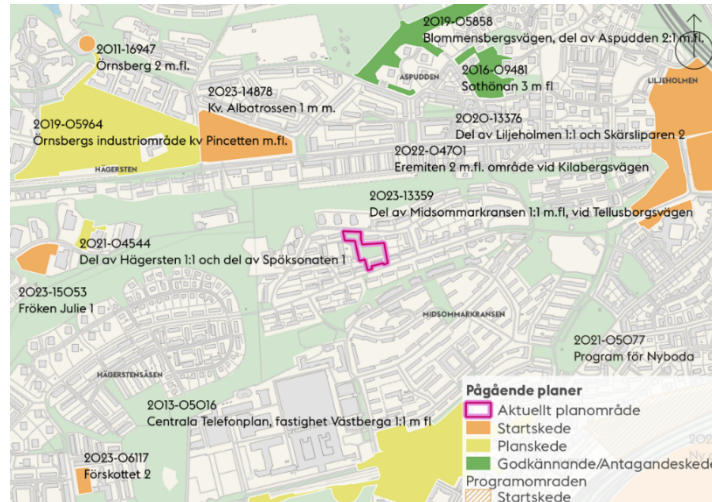 2011-16947
Örnsberg 2 m.fl.
2019-05858
Blommensbergsvägen, del av Aspudden 2:1 m.fl.
ASPUDDEN
2016-09481
Sothönan 3 m fl
LILJEHOLMEN
2023-14878
Kv. Albatrossen 1 m m.
2019-05964
Örnsbergs industriområde kv Pincetten m.fl.
2020-13376
Del av Liljeholmen 1:1 och Skärsliparen 2
2022-04701
Eremiten 2 m.fl. område vid Kilabergsvägen
HÄGERSTEN
2023-13359
Del av Midsommarkransen 1:1 m.fl, vid Tellusborgsvägen
2021-04544
Del av Hägersten 1:1 och del av Spöksonaten 1
2023-15053
Fröken Julie 1
MIDSOMMARKRANSEN
2021-05077
Program för Nyboda
HÄGERSTENSÅSEN
2013-05016
Centrala Telefonplan, fastighet Västberga 1:1 m fl
2023-06117
Förskottet 2
Pågående planer
Aktuellt planområde
Startskede
Planskede
Godkännande/Antagandeskede
Programområden
Startskede